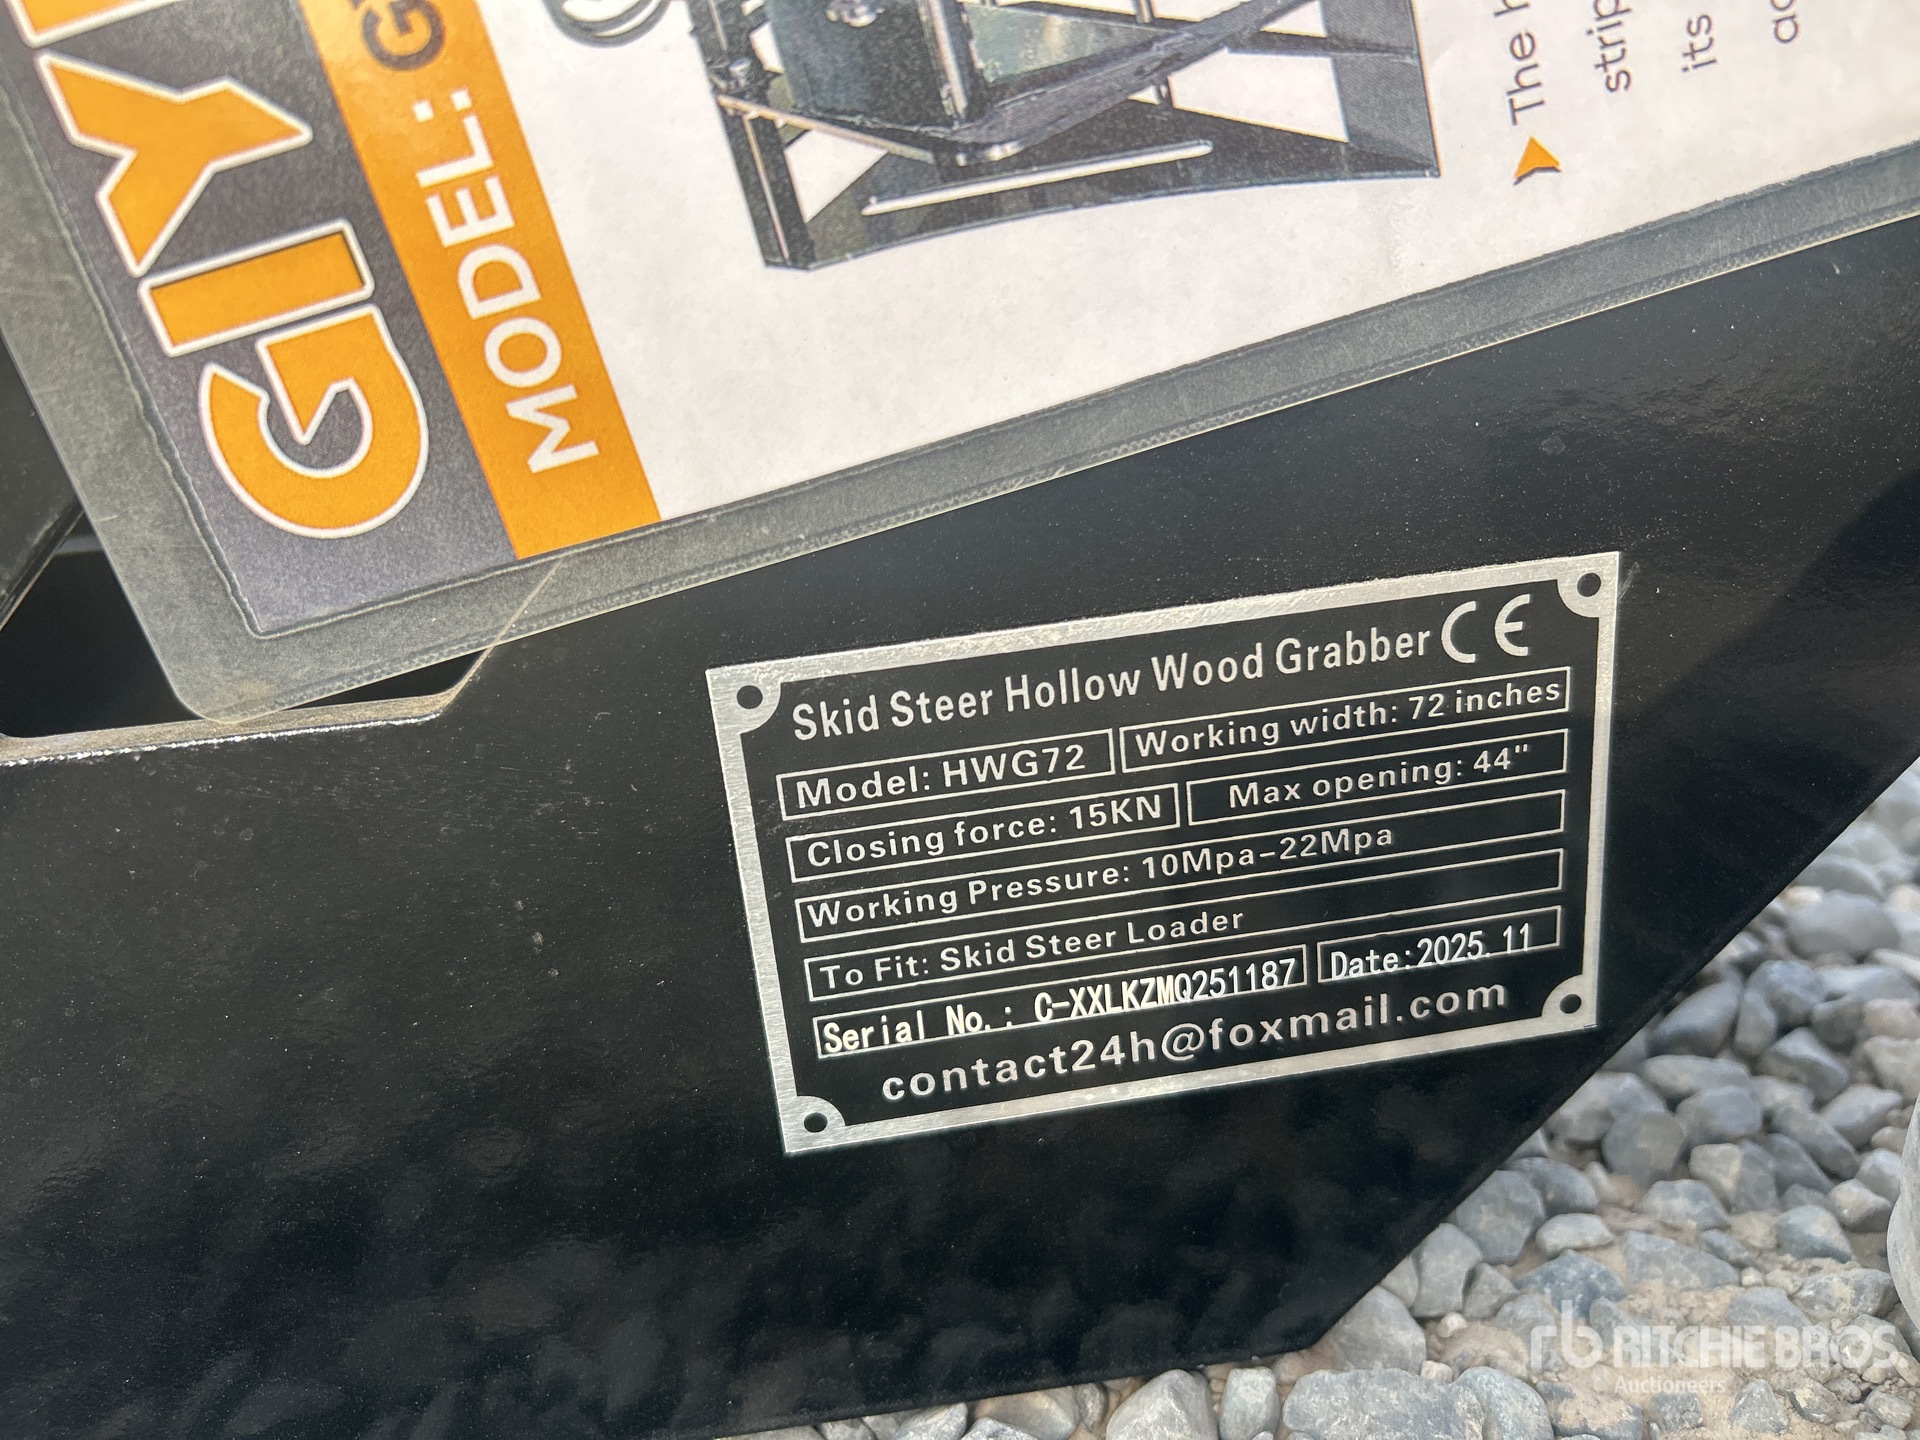 GIY
MODEL: G
The
strip
its
Skid Steer Hollow Wood Grabber CE
Model: HWG72 Working width: 72 inches
Closing force: 15KN Max opening: 44"
Working Pressure: 10Mpa-22Mpa
To Fit: Skid Steer Loader
Serial No.: C-XXLKZMQ251187 Date:2025.11
contact24h@foxmail.com
rb RITCHIE BROS.
Auctioneers